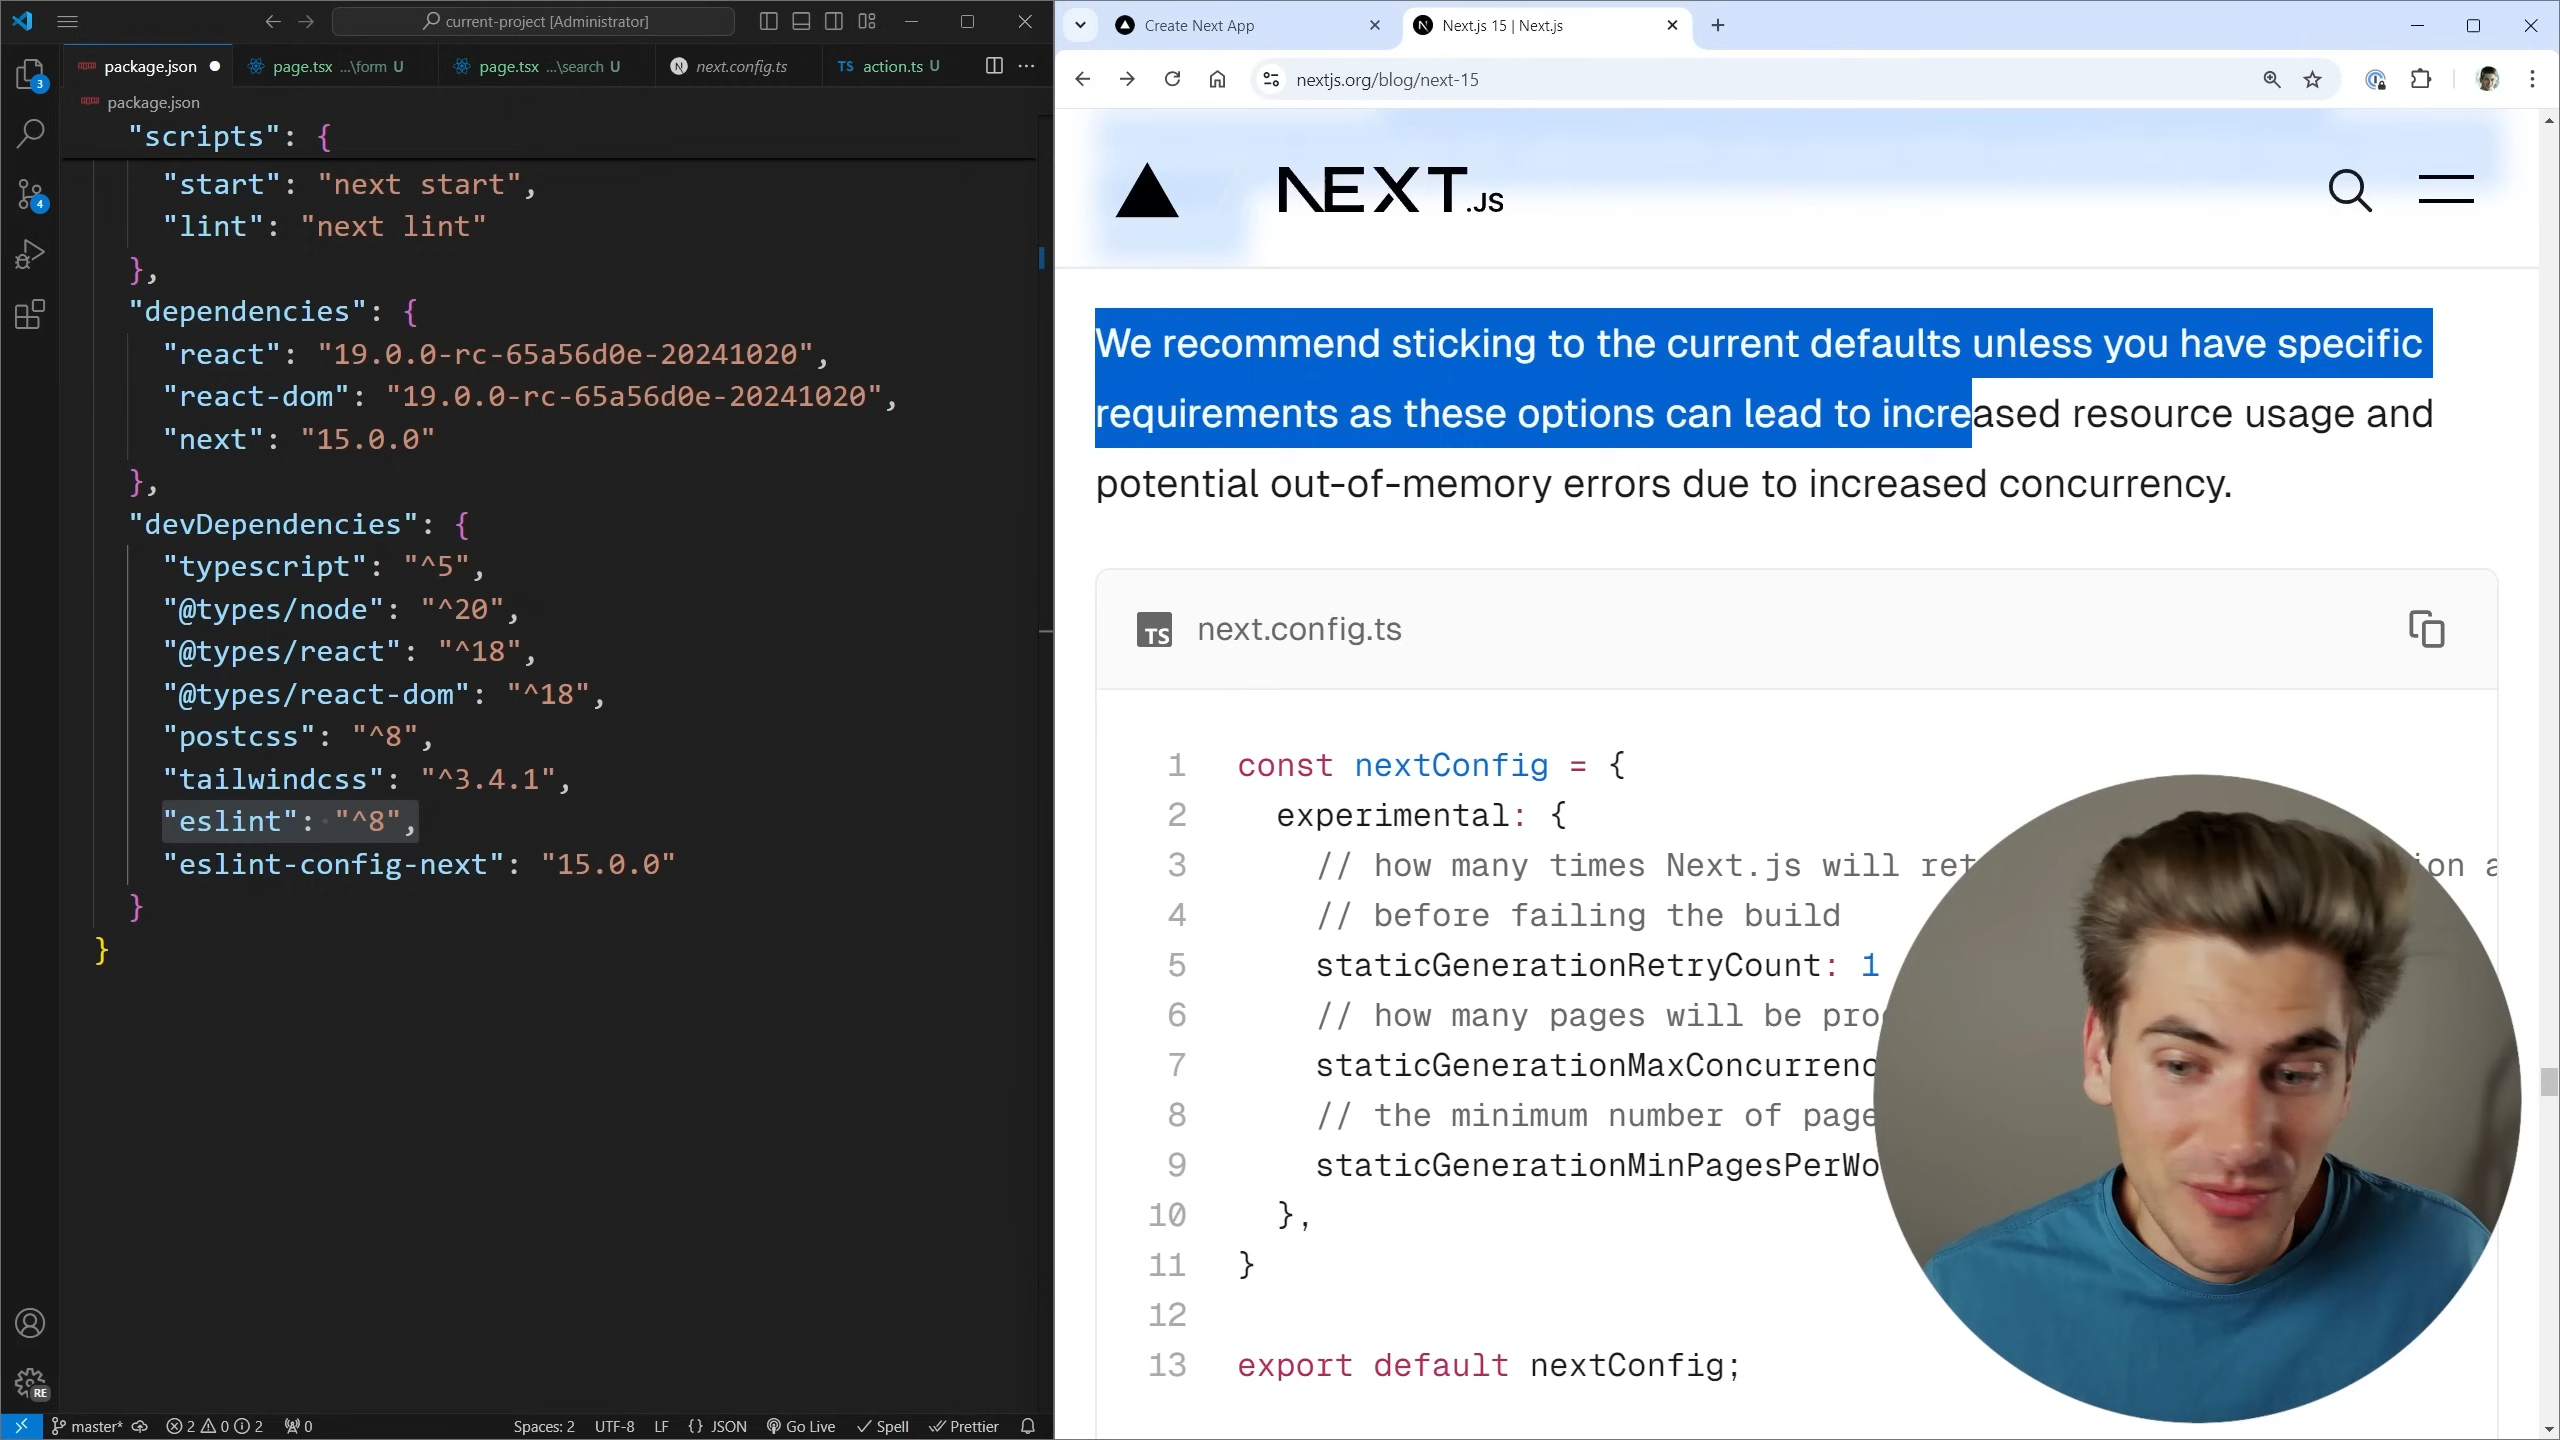 current-project [Administrator]
package.json
page.tsx ...\form U
page.tsx ...\search U
next.config.ts
TS action.ts U
3
4
package.json
"scripts": {
"start": "next start",
"lint": "next lint"
},
"dependencies": {
"react": "19.0.0-rc-65a56d0e-20241020",
"react-dom": "19.0.0-rc-65a56d0e-20241020",
"next": "15.0.0"
},
"devDependencies": {
"typescript": "^5",
"@types/node": "^20",
"@types/react": "^18",
"@types/react-dom": "^18",
"postcss": "^8",
"tailwindcss": "^3.4.1",
"eslint": "^8",
"eslint-config-next": "15.0.0"
}
}
RE
master* 2 0 2 0 Spaces: 2 UTF-8 LF {} JSON Go Live Spell Prettier
Create Next App
N Next.js 15 | Next.js
nextjs.org/blog/next-15
NEXT.JS
We recommend sticking to the current defaults unless you have specific
requirements as these options can lead to increased resource usage and
potential out-of-memory errors due to increased concurrency.
TS next.config.ts
1 const nextConfig = {
2 experimental: {
3 // how many times Next.js will
4 // before failing the build
5 staticGenerationRetryCount: 1
6 // how many pages will be
7
8 // the minimum number of
9
10 },
11 }
12
13 export default nextConfig;